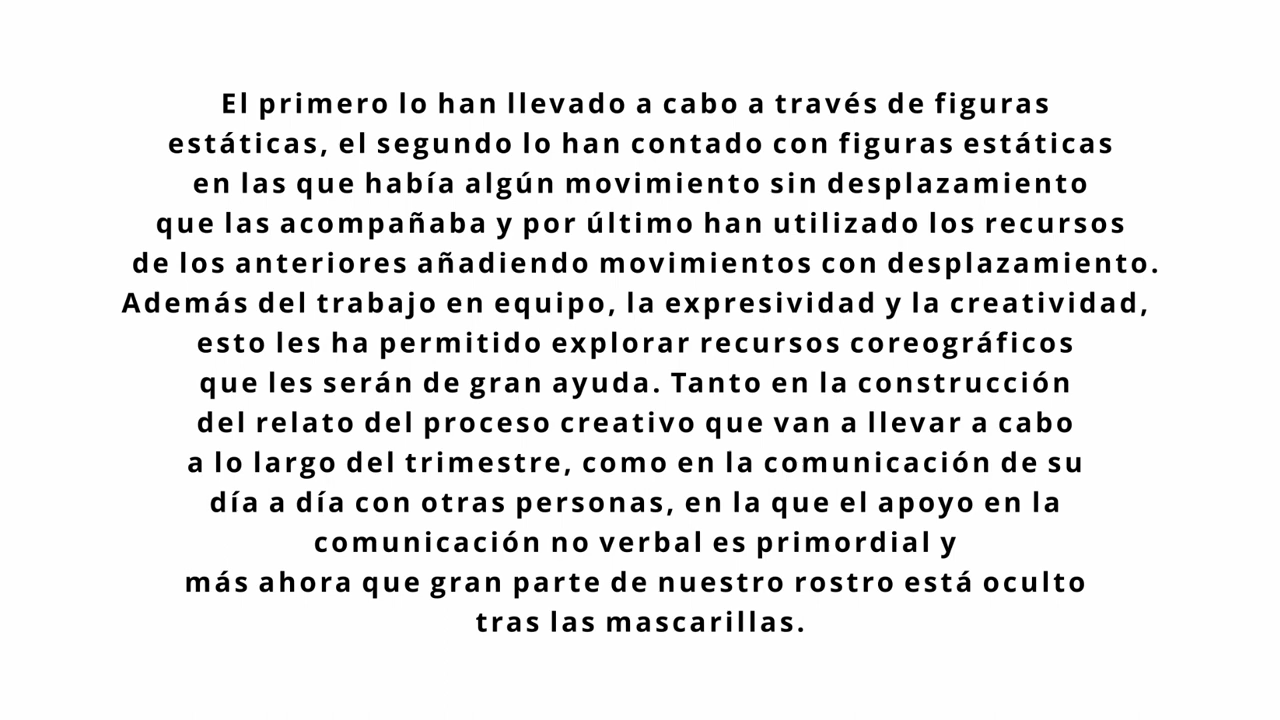 El primero lo han llevado a cabo a través de figuras
estáticas, el segundo lo han contado con figuras estáticas
en las que había algún movimiento sin desplazamiento
que las acompañaba y por último han utilizado los recursos
de los anteriores añadiendo movimientos con desplazamiento.
Además del trabajo en equipo, la expresividad y la creatividad,
esto les ha permitido explorar recursos coreográficos
que les serán de gran ayuda. Tanto en la construcción
del relato del proceso creativo que van a llevar a cabo
a lo largo del trimestre, como en la comunicación de su
día a día con otras personas, en la que el apoyo en la
comunicación no verbal es primordial y
más ahora que gran parte de nuestro rostro está oculto
tras las mascarillas.